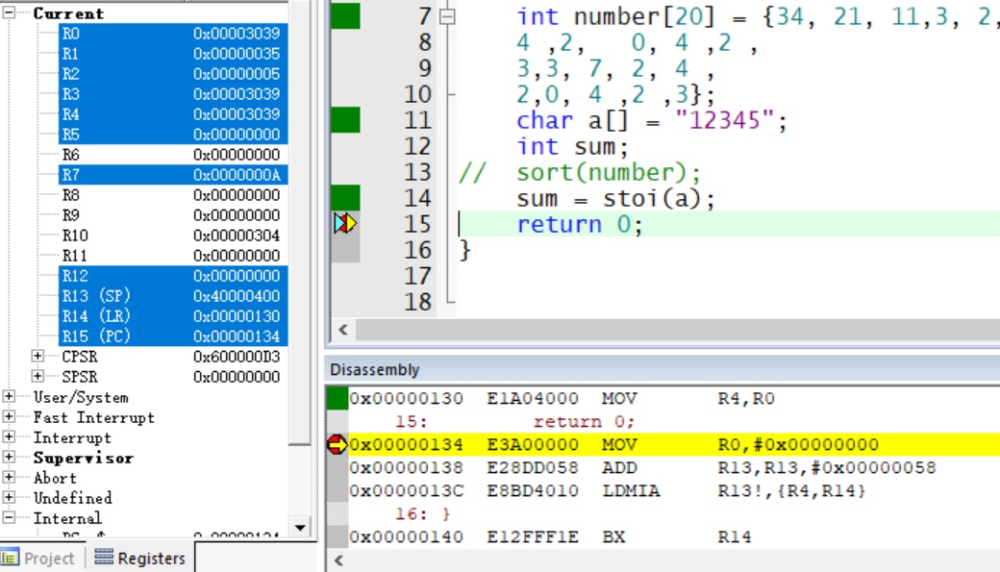 Current
R0 0x00003039
R1 0x00000035
R2 0x00000005
R3 0x00003039
R4 0x00003039
R5 0x00000000
R6 0x00000000
R7 0x0000000A
R8 0x00000000
R9 0x00000000
R10 0x00000304
R11 0x00000000
R12 0x00000000
R13 (SP) 0x40000400
R14 (LR) 0x00000130
R15 (PC) 0x00000134
CPSR 0x600000D3
SPSR 0x00000000
User/System
Fast Interrupt
Interrupt
Supervisor
Abort
Undefined
Internal
Project Registers
7 int number[20] = {34, 21, 11,3, 2,
8 4 ,2, 0, 4 ,2 ,
9 3,3, 7, 2, 4 ,
10 2,0, 4 ,2 ,3};
11 char a[] = "12345";
12 int sum;
13 // sort(number);
14 sum = stoi(a);
15 return 0;
16 }
17
18
Disassembly
0x00000130 E1A04000 MOV R4,R0
15: return 0;
0x00000134 E3A00000 MOV R0,#0x00000000
0x00000138 E28DD058 ADD R13,R13,#0x00000058
0x0000013C E8BD4010 LDMIA R13!,{R4,R14}
16: }
0x00000140 E12FFF1E BX R14